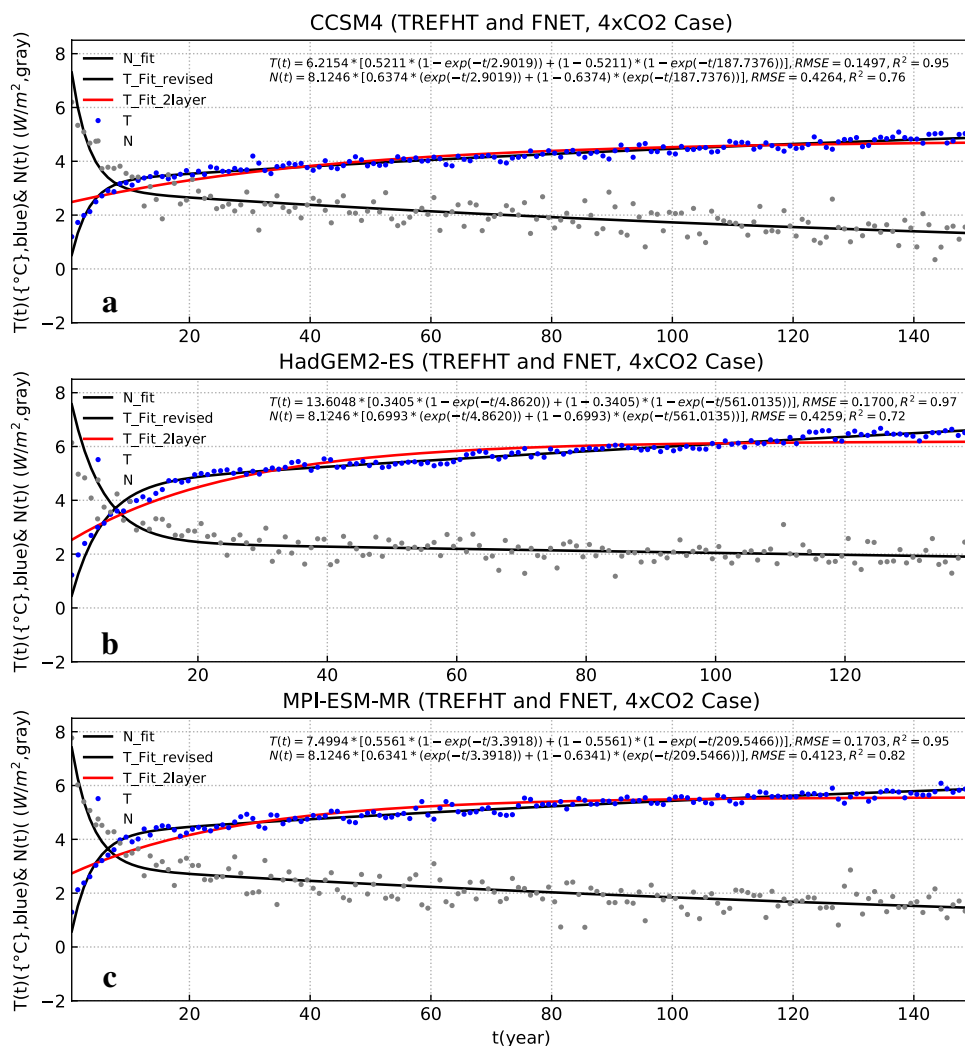 CCSM4 (TREFHT and FNET, 4xCO2 Case)
T(t)({°C},blue)& N(t)( (W/m²,gray)
8
6
4
2
0
−2
N_fit
T_Fit_revised
T_Fit_2layer
T
N
T(t) = 6.2154 * [0.5211 * (1 − exp(−t/2.9019)) + (1 − 0.5211) * (1 − exp(−t/187.7376))], RMSE = 0.1497, R² = 0.95
N(t) = 8.1246 * [0.6374 * (exp(−t/2.9019)) + (1 − 0.6374) * (exp(−t/187.7376))], RMSE = 0.4264, R² = 0.76
a
0 20 40 60 80 100 120 140
HadGEM2-ES (TREFHT and FNET, 4xCO2 Case)
T(t)({°C},blue)& N(t)( (W/m²,gray)
8
6
4
2
0
−2
N_fit
T_Fit_revised
T_Fit_2layer
T
N
T(t) = 13.6048 * [0.3405 * (1 − exp(−t/4.8620)) + (1 − 0.3405) * (1 − exp(−t/561.0135))], RMSE = 0.1700, R² = 0.97
N(t) = 8.1246 * [0.6993 * (exp(−t/4.8620)) + (1 − 0.6993) * (exp(−t/561.0135))], RMSE = 0.4259, R² = 0.72
b
0 20 40 60 80 100 120
MPI-ESM-MR (TREFHT and FNET, 4xCO2 Case)
T(t)({°C},blue)& N(t)( (W/m²,gray)
8
6
4
2
0
−2
N_fit
T_Fit_revised
T_Fit_2layer
T
N
T(t) = 7.4994 * [0.5561 * (1 − exp(−t/3.3918)) + (1 − 0.5561) * (1 − exp(−t/209.5466))], RMSE = 0.1703, R² = 0.95
N(t) = 8.1246 * [0.6341 * (exp(−t/3.3918)) + (1 − 0.6341) * (exp(−t/209.5466))], RMSE = 0.4123, R² = 0.82
c
0 20 40 60 80 100 120 140
t(year)